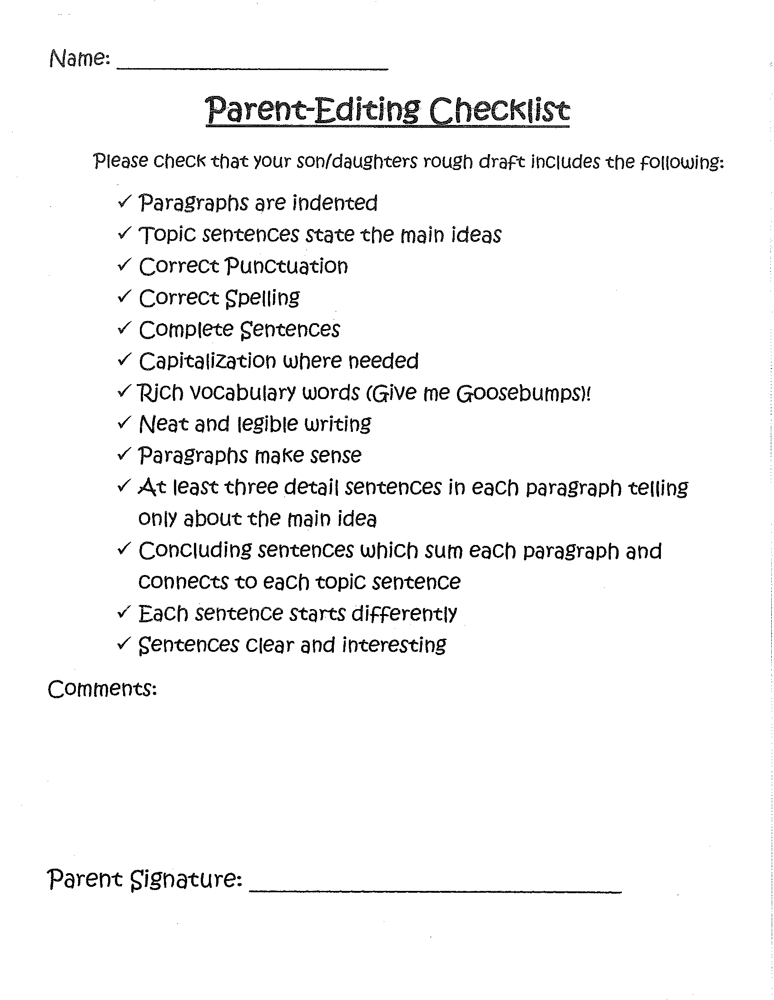 Name: ____________________
Parent-Editing Checklist
Please check that your son/daughters rough draft includes the following:
✓ Paragraphs are indented
✓ Topic sentences state the main ideas
✓ Correct Punctuation
✓ Correct Spelling
✓ Complete Sentences
✓ Capitalization where needed
✓ Rich vocabulary words (Give me Goosebumps)!
✓ Neat and legible writing
✓ Paragraphs make sense
✓ At least three detail sentences in each paragraph telling
only about the main idea
✓ Concluding sentences which sum each paragraph and
connects to each topic sentence
✓ Each sentence starts differently
✓ Sentences clear and interesting
Comments:
Parent Signature: ____________________